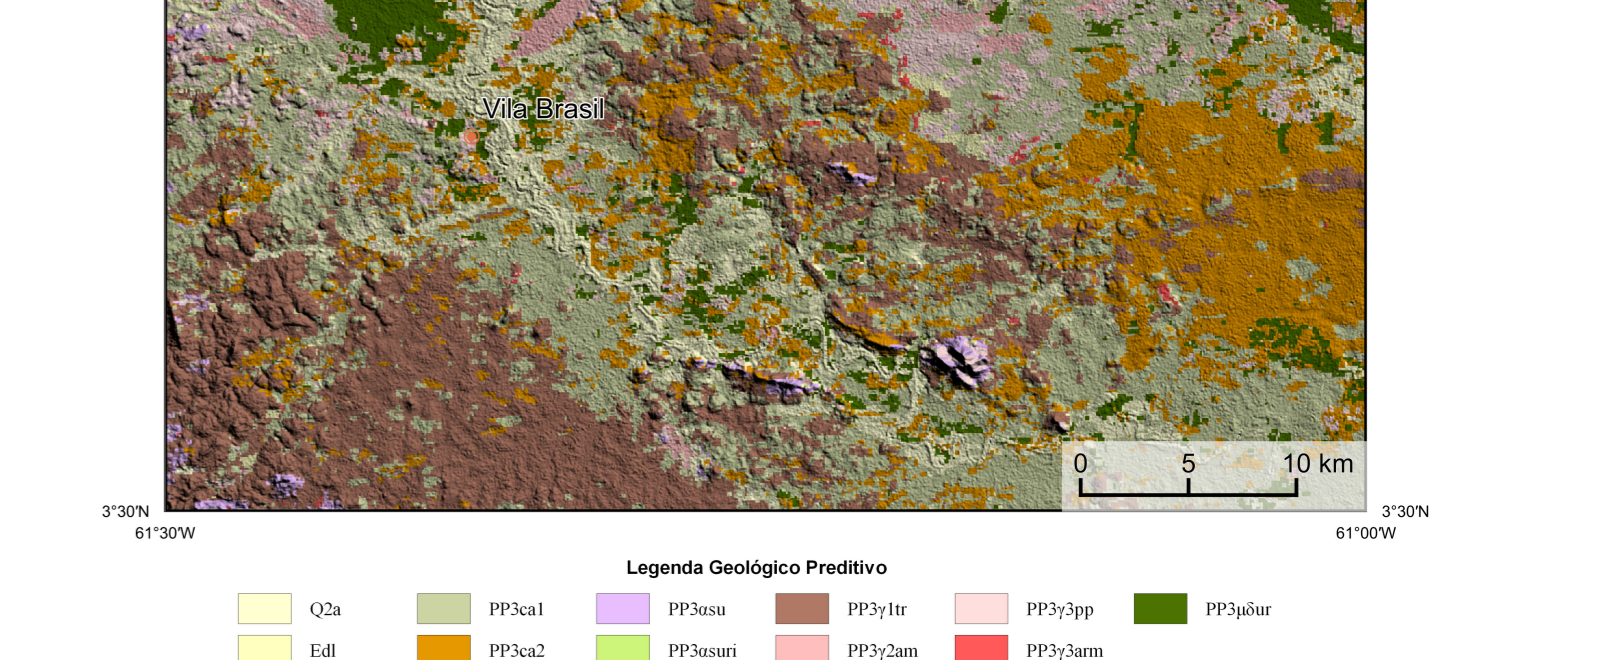 Vila Brasil
0 5 10 km
3°30'N 3°30'N
61°30'W 61°00'W
Legenda Geológico Preditivo
Q2a PP3ca1 PP3αsu PP3γ1tr PP3γ3pp PP3μδur
Edl PP3ca2 PP3αsuri PP3γ2am PP3γ3arm